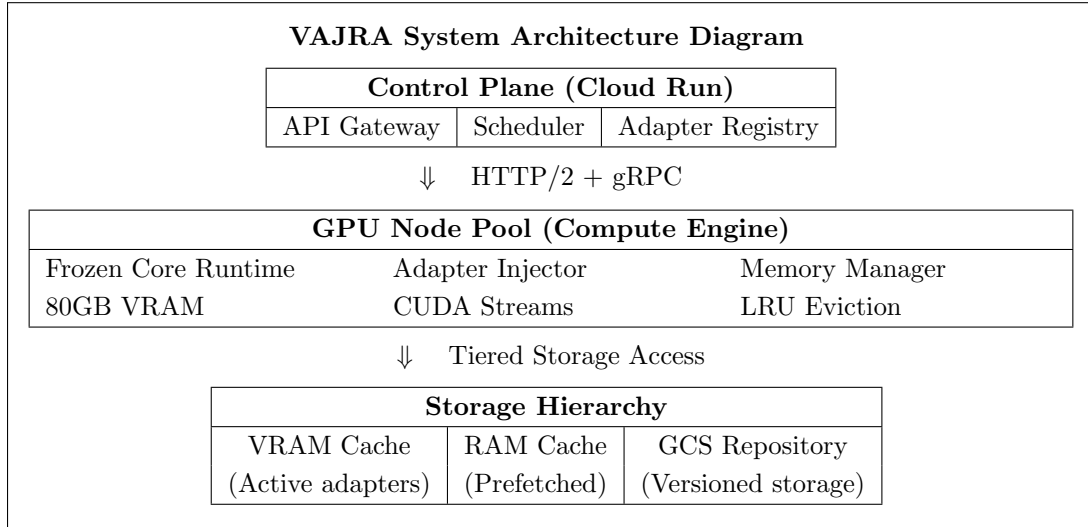 VAJRA System Architecture Diagram
Control Plane (Cloud Run)
API Gateway Scheduler Adapter Registry
⇓ HTTP/2 + gRPC
GPU Node Pool (Compute Engine)
Frozen Core Runtime Adapter Injector Memory Manager
80GB VRAM CUDA Streams LRU Eviction
⇓ Tiered Storage Access
Storage Hierarchy
VRAM Cache RAM Cache GCS Repository
(Active adapters) (Prefetched) (Versioned storage)